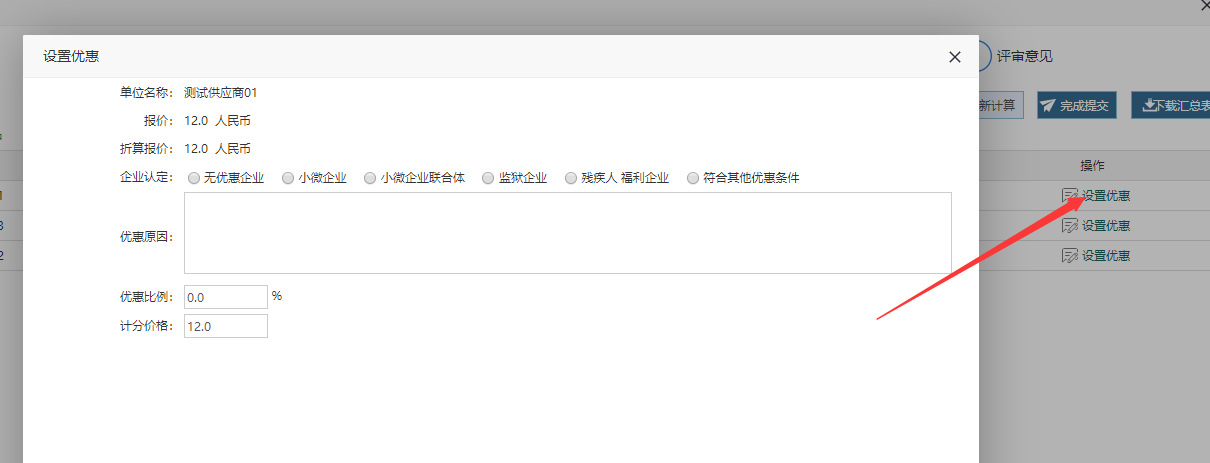 设置优惠
评审意见
单位名称： 测试供应商01
新计算 完成提交 下载汇总表
报价： 12.0 人民币
折算报价： 12.0 人民币
操作
企业认定： 无优惠企业 小微企业 小微企业联合体 监狱企业 残疾人 福利企业 符合其他优惠条件
设置优惠
3 设置优惠
优惠原因：
2 设置优惠
优惠比例： 0.0 %
计分价格： 12.0